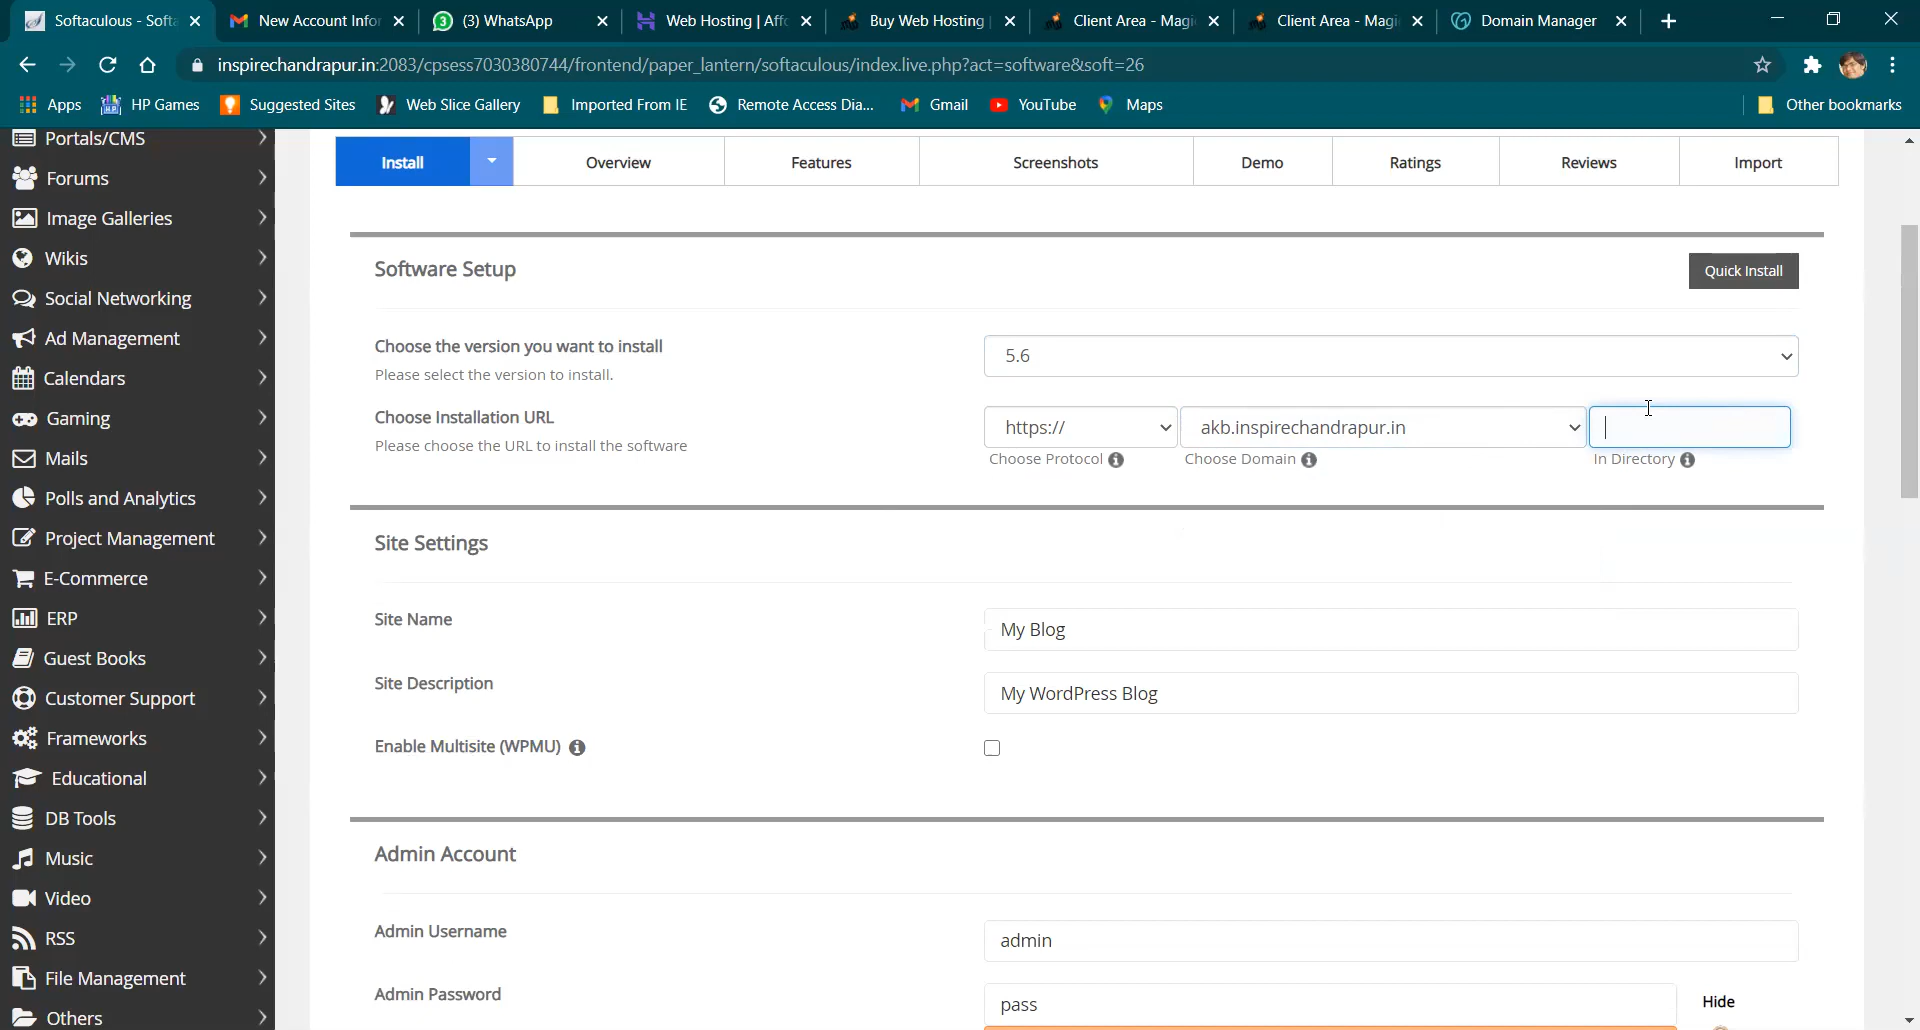 Softaculous - Softa
New Account Infor
(3) WhatsApp
Web Hosting | Affo
Buy Web Hosting |
Client Area - Magi
Client Area - Magi
Domain Manager
inspirechandrapur.in:2083/cpsess7030380744/frontend/paper_lantern/softaculous/index.live.php?act=software&soft=26
Apps
HP Games
Suggested Sites
Web Slice Gallery
Imported From IE
Remote Access Dia...
Gmail
YouTube
Maps
Other bookmarks
Portals/CMS
Forums
Image Galleries
Wikis
Social Networking
Ad Management
Calendars
Gaming
Mails
Polls and Analytics
Project Management
E-Commerce
ERP
Guest Books
Customer Support
Frameworks
Educational
DB Tools
Music
Video
RSS
File Management
Others
Install
Overview
Features
Screenshots
Demo
Ratings
Reviews
Import
Software Setup
Quick Install
Choose the version you want to install
Please select the version to install.
5.6
Choose Installation URL
Please choose the URL to install the software
https://
akb.inspirechandrapur.in
Choose Protocol
Choose Domain
In Directory
Site Settings
Site Name
My Blog
Site Description
My WordPress Blog
Enable Multisite (WPMU)
Admin Account
Admin Username
admin
Admin Password
pass
Hide